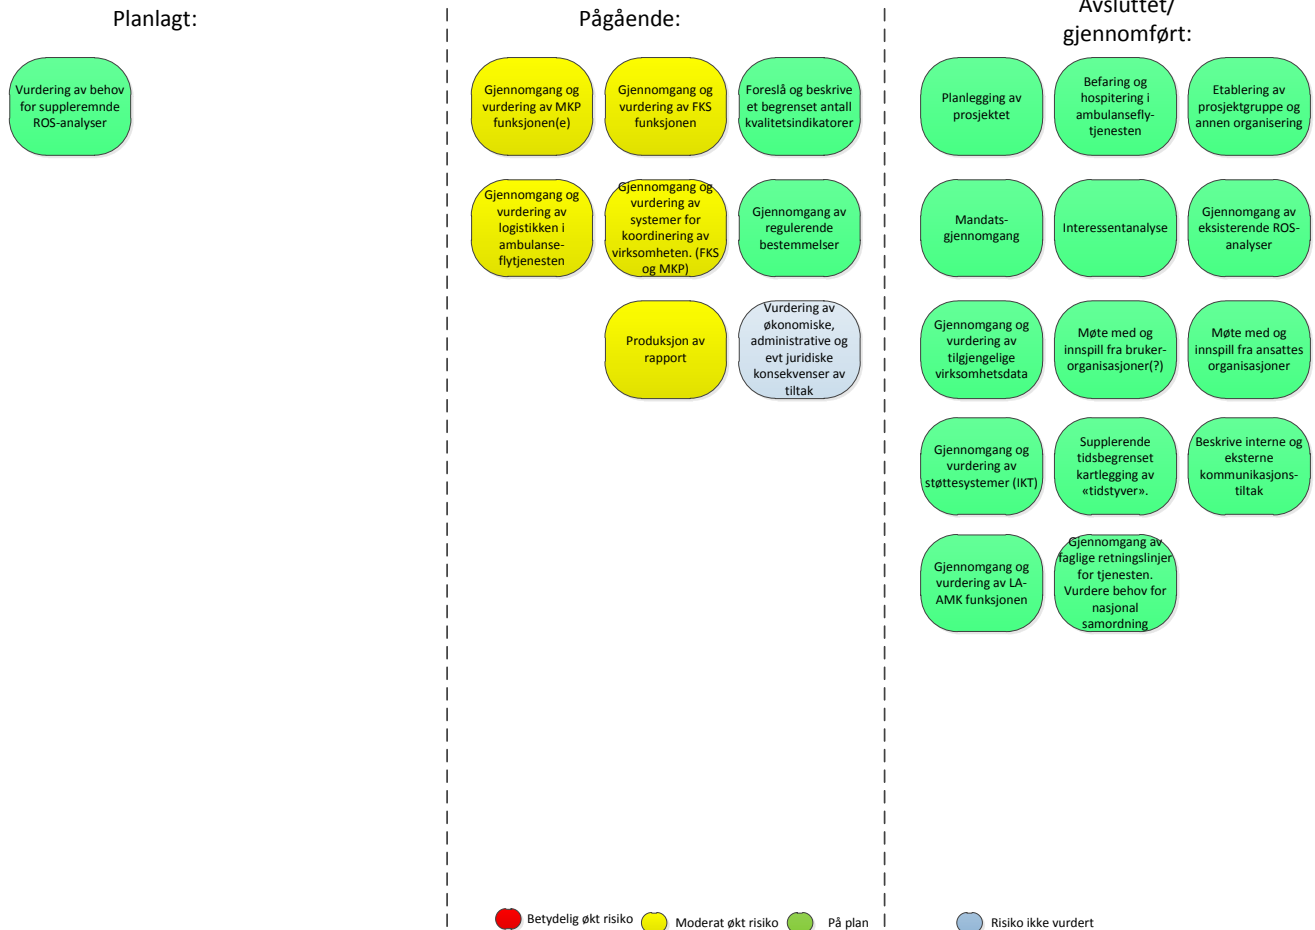 Planlagt:
Vurdering av behov
for suppleremnde
ROS-analyser
Pågående:
Gjennomgang og
vurdering av MKP
funksjonen(e)
Gjennomgang og
vurdering av FKS
funksjonen
Foreslå og beskrive
et begrenset antall
kvalitetsindikatorer
Gjennomgang og
vurdering av
logistikken i
ambulanse-
flytjenesten
Gjennomgang og
vurdering av
systemer for
koordinering av
virksomheten. (FKS
og MKP)
Gjennomgang av
regulerende
bestemmelser
Produksjon av
rapport
Vurdering av
økonomiske,
administrative og
evt juridiske
konsekvenser av
tiltak
Avsluttet/
gjennomført:
Planlegging av
prosjektet
Befaring og
hospitering i
ambulansefly-
tjenesten
Etablering av
prosjektgruppe og
annen organisering
Mandats-
gjennomgang
Interessentanalyse
Gjennomgang av
eksisterende ROS-
analyser
Gjennomgang og
vurdering av
tilgjengelige
virksomhetsdata
Møte med og
innspill fra bruker-
organisasjoner(?)
Møte med og
innspill fra ansattes
organisasjoner
Gjennomgang og
vurdering av
støttesystemer (IKT)
Supplerende
tidsbegrenset
kartlegging av
«tidstyver».
Beskrive interne og
eksterne
kommunikasjons-
tiltak
Gjennomgang og
vurdering av LA-
AMK funksjonen
Gjennomgang av
faglige retningslinjer
for tjenesten.
Vurdere behov for
nasjonal
samordning
Betydelig økt risiko
Moderat økt risiko
På plan
Risiko ikke vurdert